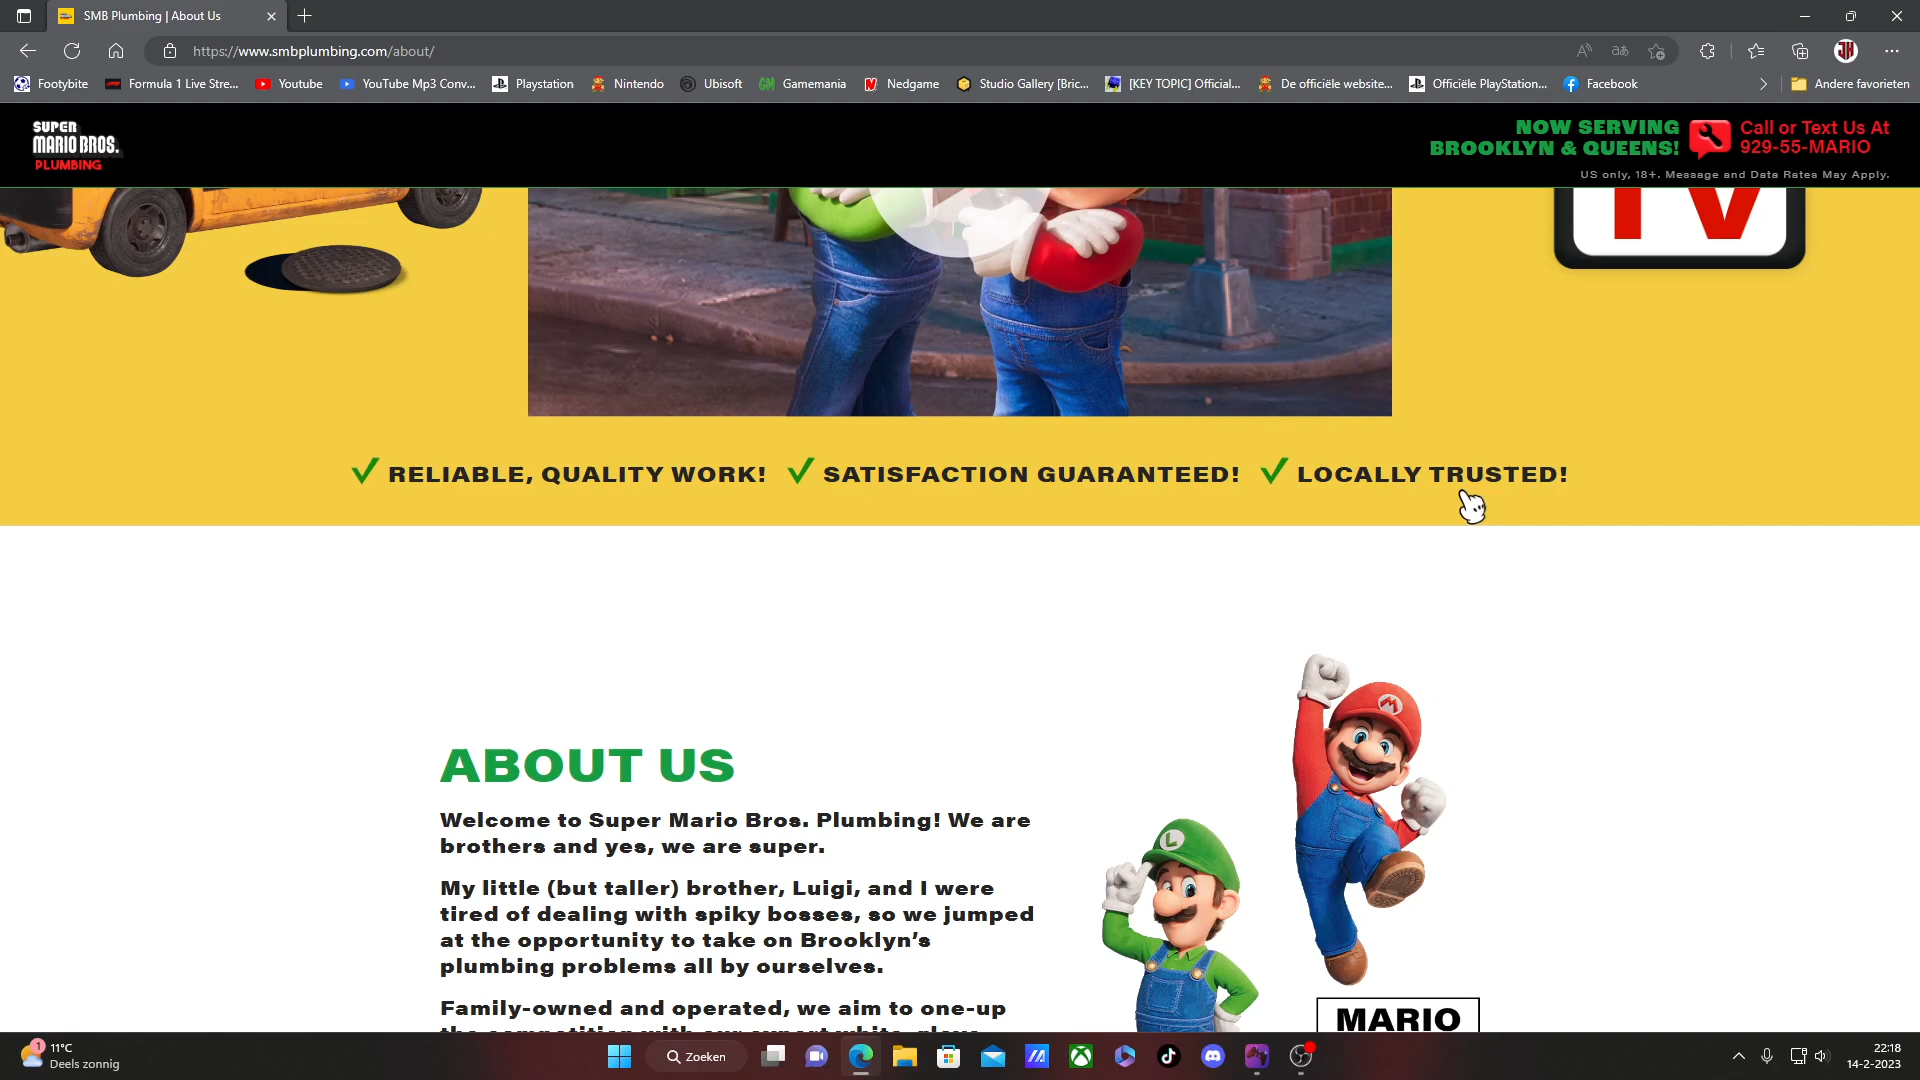 SMB Plumbing | About Us
https://www.smbplumbing.com/about/
Footybite
Formula 1 Live Stre...
Youtube
YouTube Mp3 Conv...
Playstation
Nintendo
Ubisoft
Gamemania
Nedgame
Studio Gallery [Bric...
[KEY TOPIC] Official...
De officiële website...
Officiële PlayStation...
Facebook
Andere favorieten
SUPER
MARIO BROS.
PLUMBING
NOW SERVING
BROOKLYN & QUEENS!
Call or Text Us At
929-55-MARIO
US only, 18+. Message and Data Rates May Apply.
TV
✓ RELIABLE, QUALITY WORK! ✓ SATISFACTION GUARANTEED! ✓ LOCALLY TRUSTED!
ABOUT US
Welcome to Super Mario Bros. Plumbing! We are
brothers and yes, we are super.
My little (but taller) brother, Luigi, and I were
tired of dealing with spiky bosses, so we jumped
at the opportunity to take on Brooklyn’s
plumbing problems all by ourselves.
Family-owned and operated, we aim to one-up
M
L
MARIO
1
11°C
Deels zonnig
Zoeken
22:18
14-2-2023